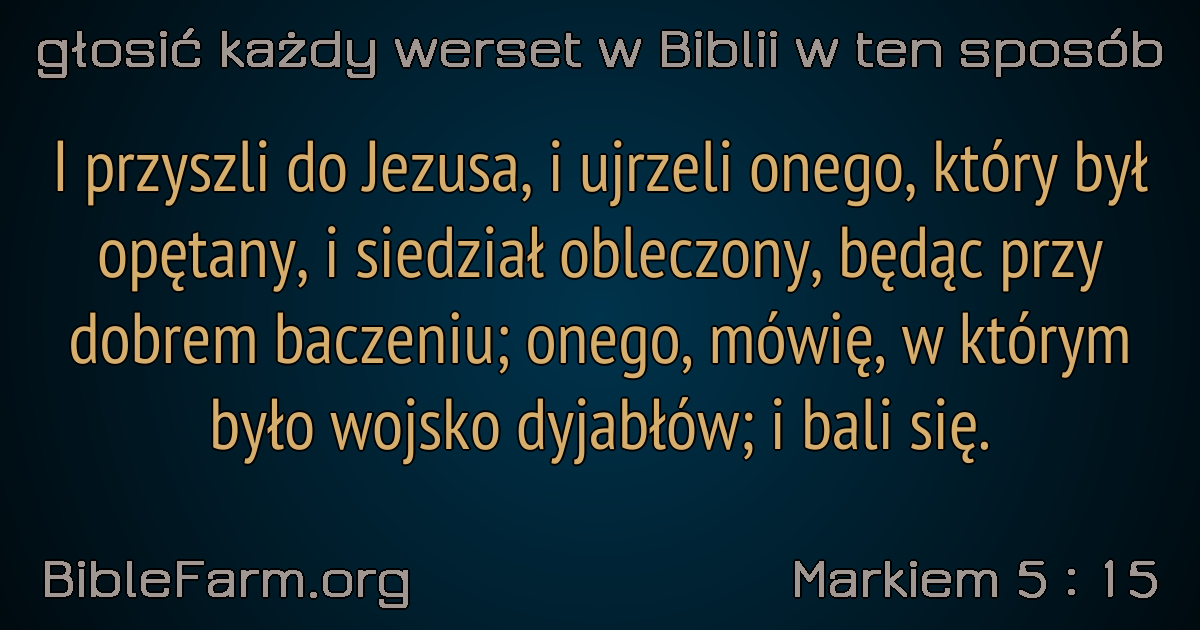 głosić każdy werset w Biblii w ten sposób
I przyszli do Jezusa, i ujrzeli onego, który był
opętany, i siedział obleczony, będąc przy
dobrem baczeniu; onego, mówię, w którym
było wojsko dyjabłów; i bali się.
BibleFarm.org
Markiem 5 : 15